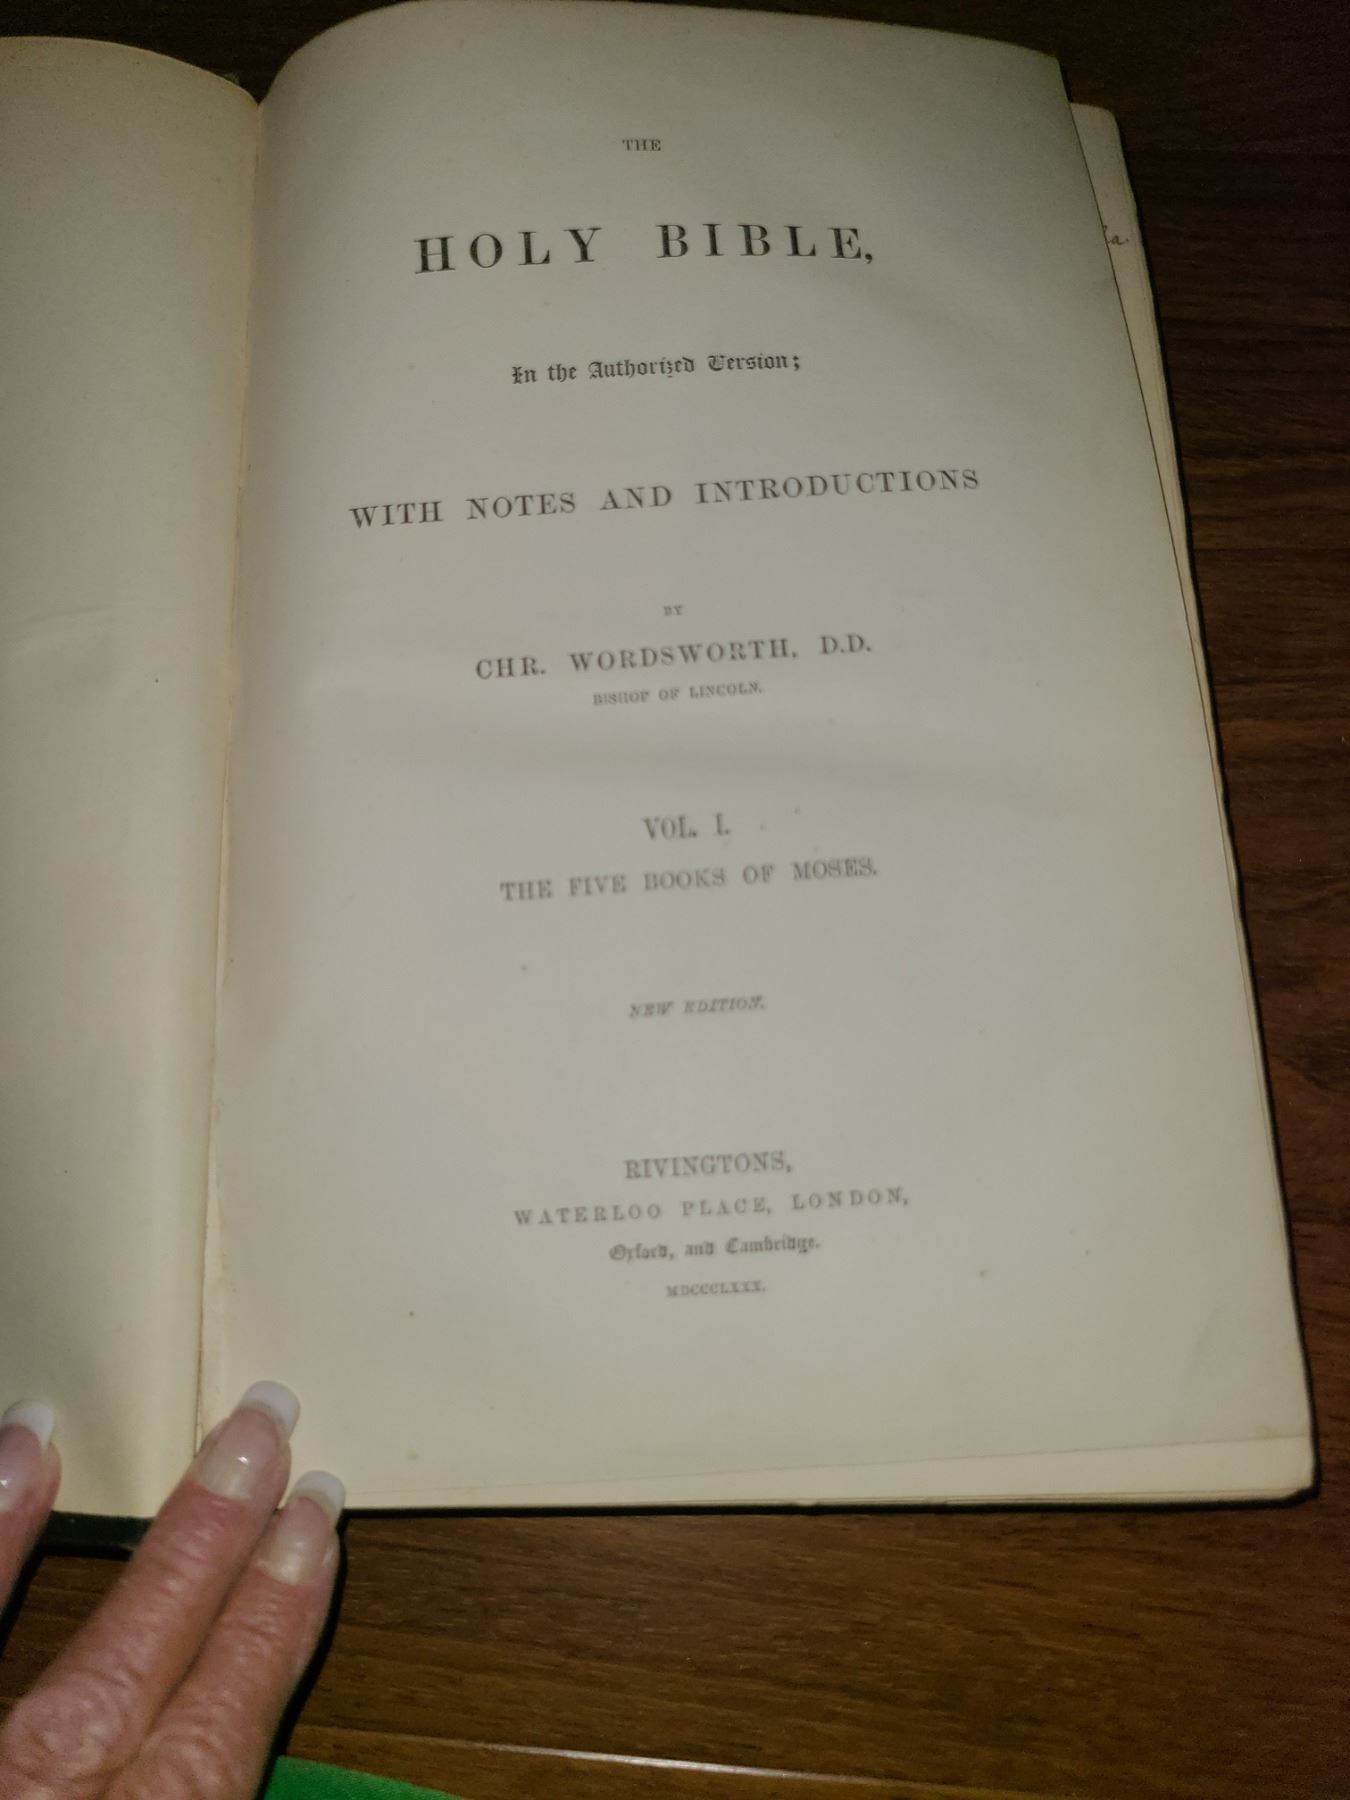 THE
HOLY BIBLE,
In the Authorized Version;
WITH NOTES AND INTRODUCTIONS
BY
CHR. WORDSWORTH, D.D.
BISHOP OF LINCOLN.
VOL. I.
THE FIVE BOOKS OF MOSES.
NEW EDITION.
RIVINGTONS,
WATERLOO PLACE, LONDON,
Oxford, and Cambridge.
MDCCCLXXX.